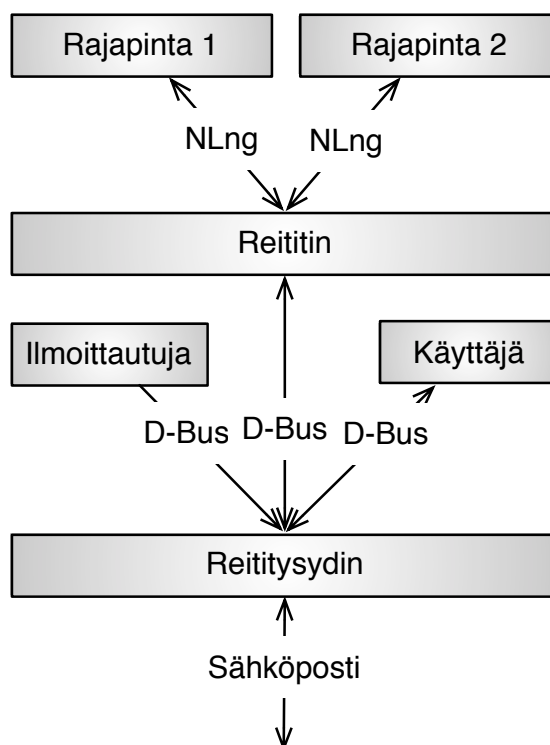 Rajapinta 1
Rajapinta 2
NLng
NLng
Reititin
Ilmoittautuja
Käyttäjä
D-Bus
D-Bus
D-Bus
Reititysydin
Sähköposti